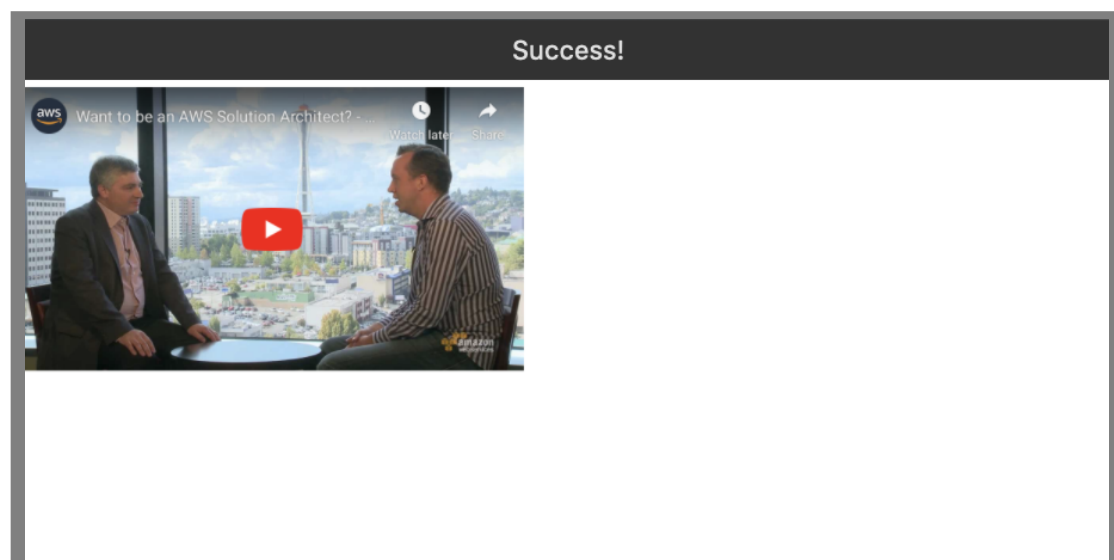 Success!
aws
Want to be an AWS Solution Architect? - ...
Watch later
Share
amazon